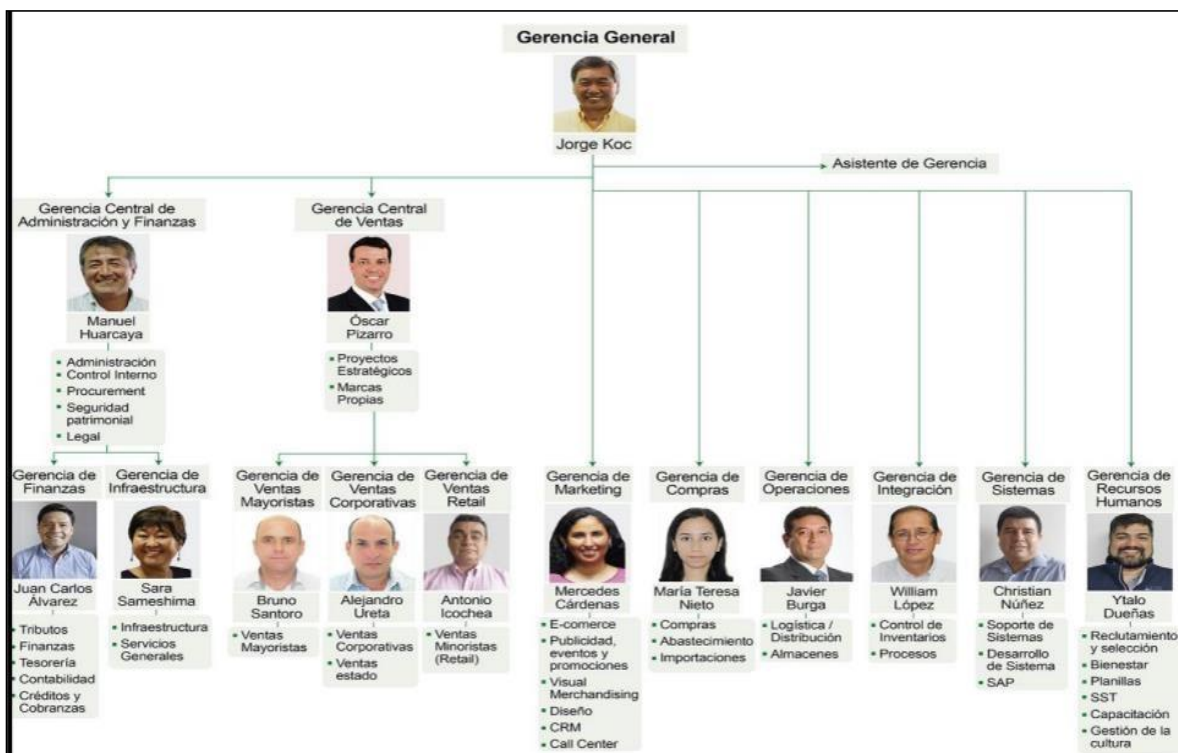 Gerencia General
Jorge Koc
Asistente de Gerencia
Gerencia Central de
Administración y Finanzas
Manuel
Huarcaya
Administración
Control Interno
Procurement
Seguridad
patrimonial
Legal
Gerencia Central
de Ventas
Óscar
Pizarro
Proyectos
Estratégicos
Marcas
Propias
Gerencia de
Finanzas
Juan Carlos
Álvarez
Tributos
Finanzas
Tesorería
Contabilidad
Créditos y
Cobranzas
Gerencia de
Infraestructura
Sara
Sameshima
Infraestructura
Servicios
Generales
Gerencia de
Ventas
Mayoristas
Bruno
Santoro
Ventas
Mayoristas
Gerencia de
Ventas
Corporativas
Alejandro
Ureta
Ventas
Corporativas
Ventas
estado
Gerencia de
Ventas
Retail
Antonio
Icochea
Ventas
Minoristas
(Retail)
Gerencia de
Marketing
Mercedes
Cárdenas
E-comerce
Publicidad,
eventos y
promociones
Visual
Merchandising
Diseño
CRM
Call Center
Gerencia de
Compras
María Teresa
Nieto
Compras
Abastecimiento
Importaciones
Gerencia de
Operaciones
Javier
Burga
Logística /
Distribución
Almacenes
Gerencia de
Integración
William
López
Control de
Inventarios
Procesos
Gerencia de
Sistemas
Christian
Núñez
Soporte de
Sistemas
Desarrollo
de Sistema
SAP
Gerencia de
Recursos
Humanos
Ytalo
Dueñas
Reclutamiento
y selección
Bienestar
Planillas
SST
Capacitación
Gestión de la
cultura